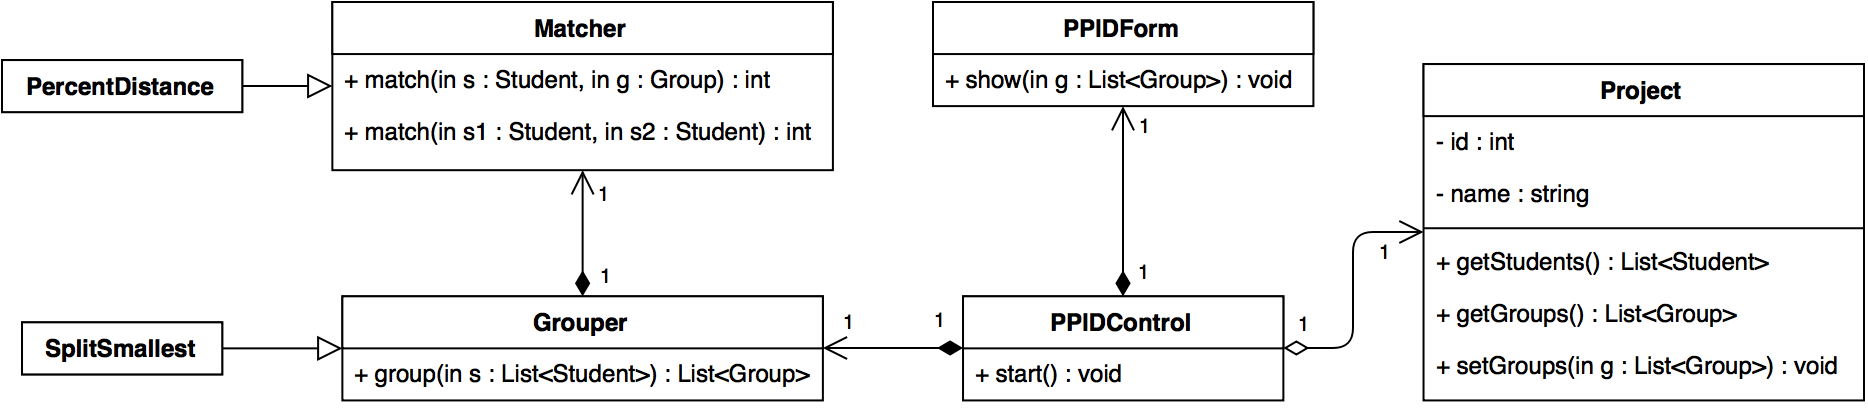 PercentDistance
Matcher
+ match(in s : Student, in g : Group) : int
+ match(in s1 : Student, in s2 : Student) : int
1
1
SplitSmallest
Grouper
+ group(in s : List<Student>) : List<Group>
1
1
PPIDForm
+ show(in g : List<Group>) : void
1
1
PPIDControl
+ start() : void
1
1
Project
- id : int
- name : string
+ getStudents() : List<Student>
+ getGroups() : List<Group>
+ setGroups(in g : List<Group>) : void